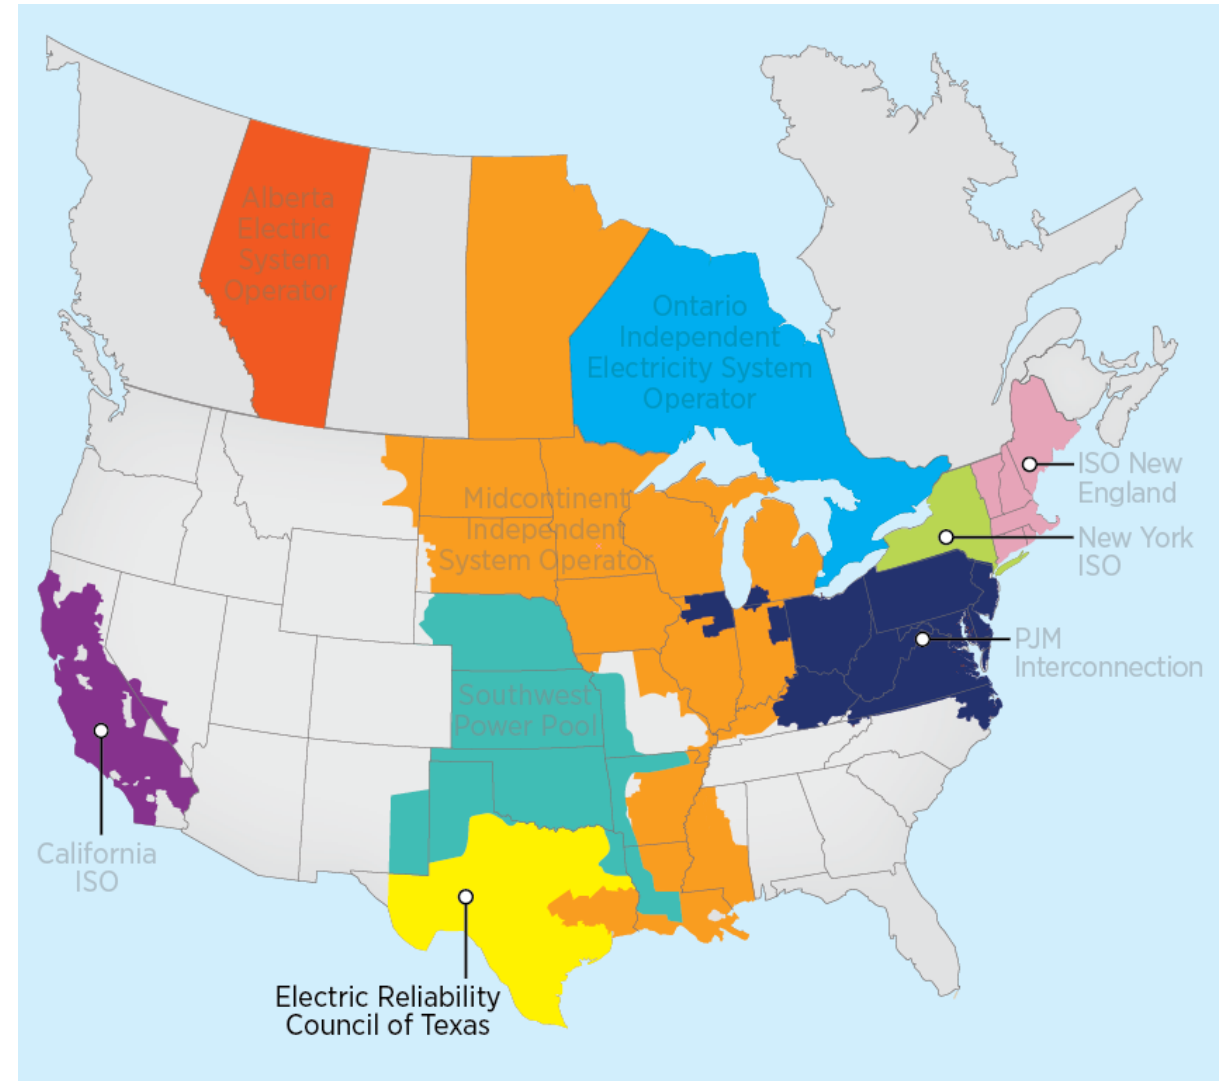 Alberta
Electric
System
Operator
Ontario
Independent
Electricity System
Operator
Midcontinent
Independent
System Operator
ISO New
England
New York
ISO
PJM
Interconnection
Southwest
Power Pool
California
ISO
Electric Reliability
Council of Texas